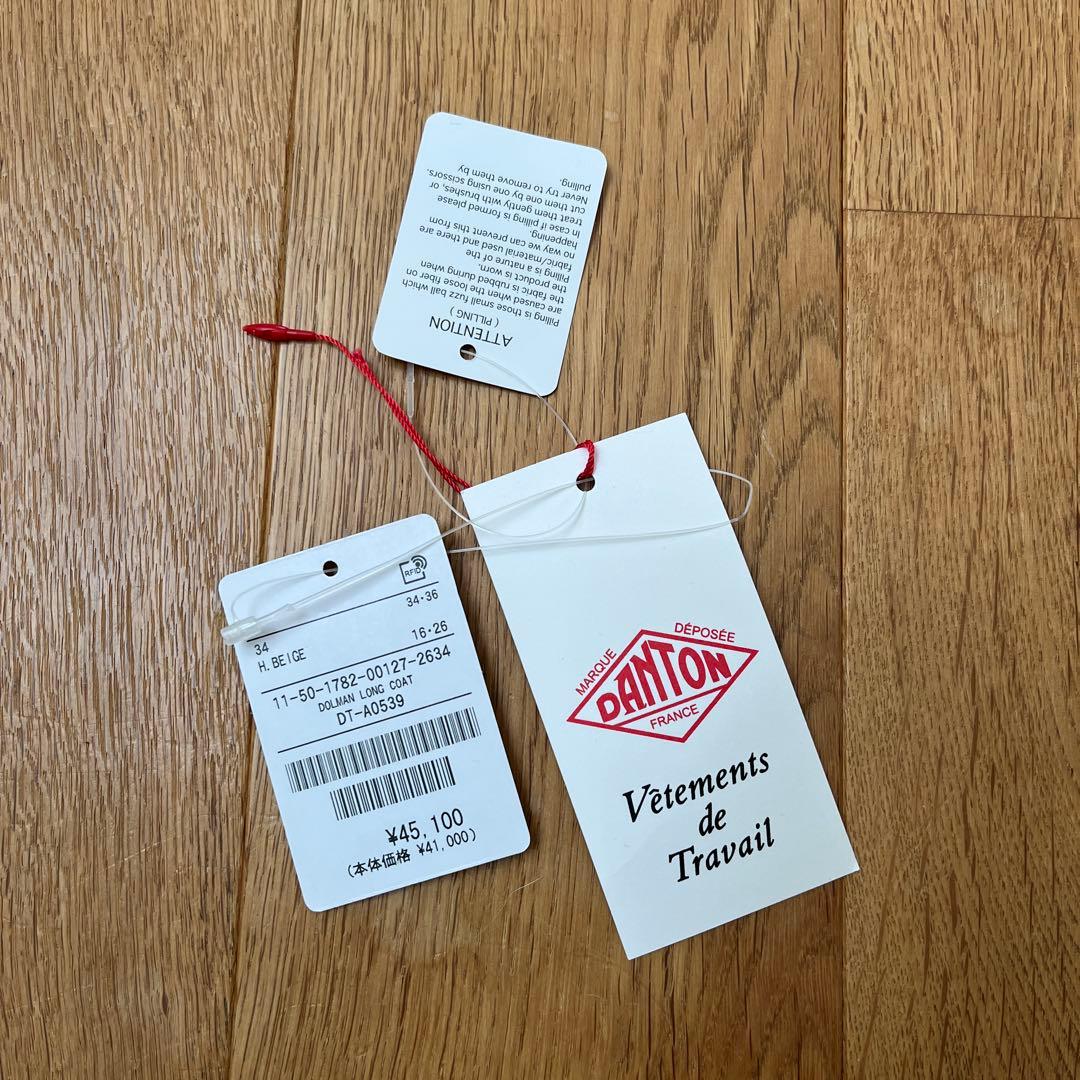 ATTENTION
( PILLING )
Pilling is those small fuzz ball which
are caused when the loose fiber on
the fabric is rubbed during when
the product is worn.
Pilling is a nature of the
fabric/material used and there are
no way we can prevent this from
happening.
In case if pilling is formed please
treat them gently with brushes, or
cut them one by one using scissors.
Never try to remove them by
pulling.
RFID
34・36
34
16・26
H.BEIGE
11-50-1782-00127-2634
DOLMAN LONG COAT
DT-A0539
¥45,100
(本体価格 ¥41,000)
MARQUE DÉPOSÉE
DANTON
FRANCE
Vêtements
de
Travail